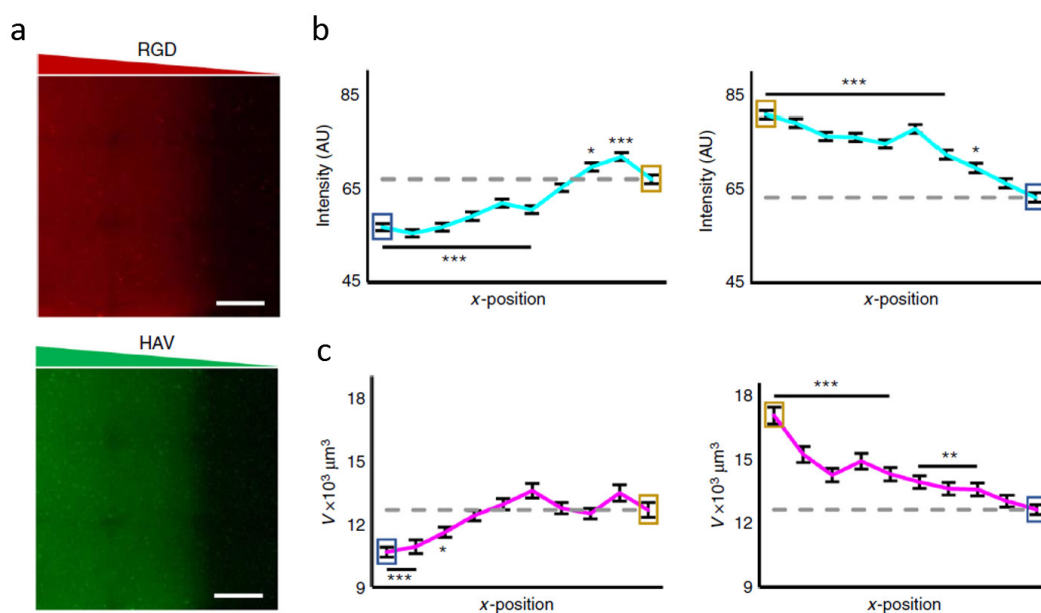 a
RGD
HAV
b
Intensity (AU)
85
65
45
***
*
***
x-position
Intensity (AU)
85
65
45
***
*
x-position
c
V ×10³ μm³
18
15
12
9
***
*
x-position
V ×10³ μm³
18
15
12
9
***
**
x-position